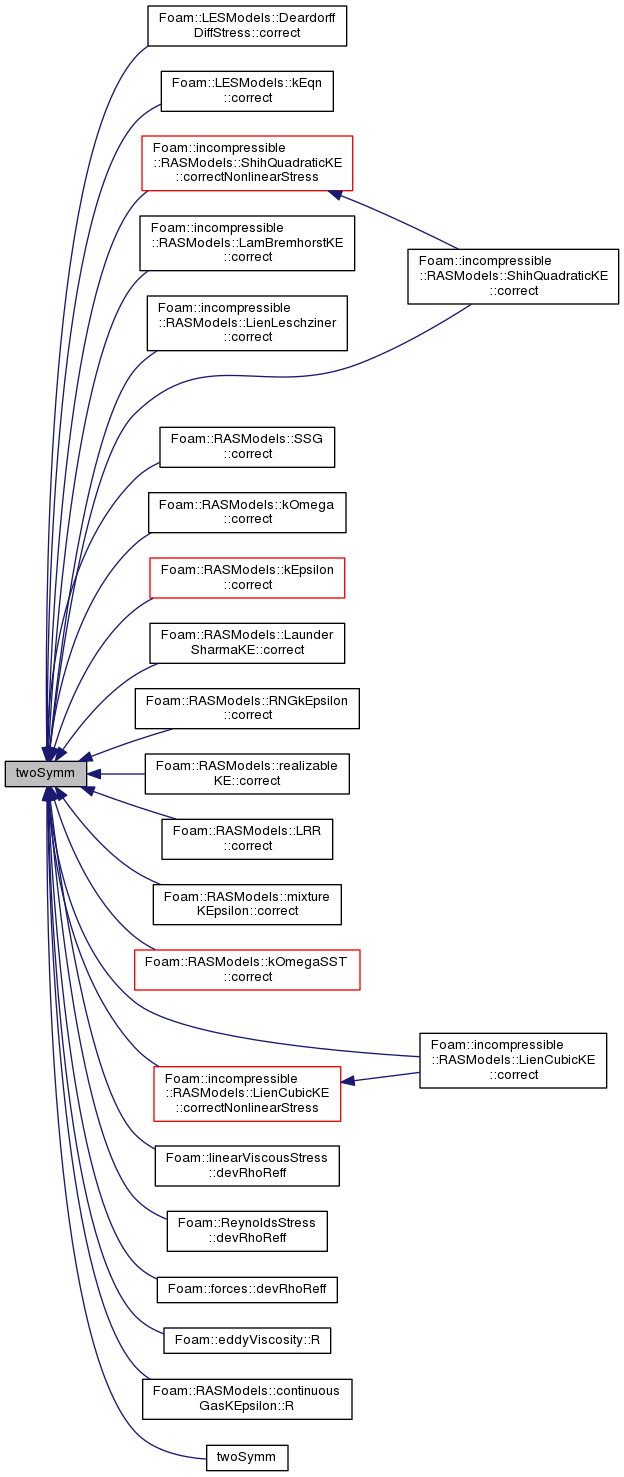 Foam::LESModels::Deardorff
DiffStress::correct
Foam::LESModels::kEqn
::correct
Foam::incompressible
::RASModels::ShihQuadraticKE
::correctNonlinearStress
Foam::incompressible
::RASModels::LamBremhorstKE
::correct
Foam::incompressible
::RASModels::ShihQuadraticKE
::correct
Foam::incompressible
::RASModels::LienLeschziner
::correct
Foam::RASModels::SSG
::correct
Foam::RASModels::kOmega
::correct
Foam::RASModels::kEpsilon
::correct
Foam::RASModels::Launder
SharmaKE::correct
Foam::RASModels::RNGkEpsilon
::correct
twoSymm
Foam::RASModels::realizable
KE::correct
Foam::RASModels::LRR
::correct
Foam::RASModels::mixture
KEpsilon::correct
Foam::RASModels::kOmegaSST
::correct
Foam::incompressible
::RASModels::LienCubicKE
::correct
Foam::incompressible
::RASModels::LienCubicKE
::correctNonlinearStress
Foam::linearViscousStress
::devRhoReff
Foam::ReynoldsStress
::devRhoReff
Foam::forces::devRhoReff
Foam::eddyViscosity::R
Foam::RASModels::continuous
GasKEpsilon::R
twoSymm